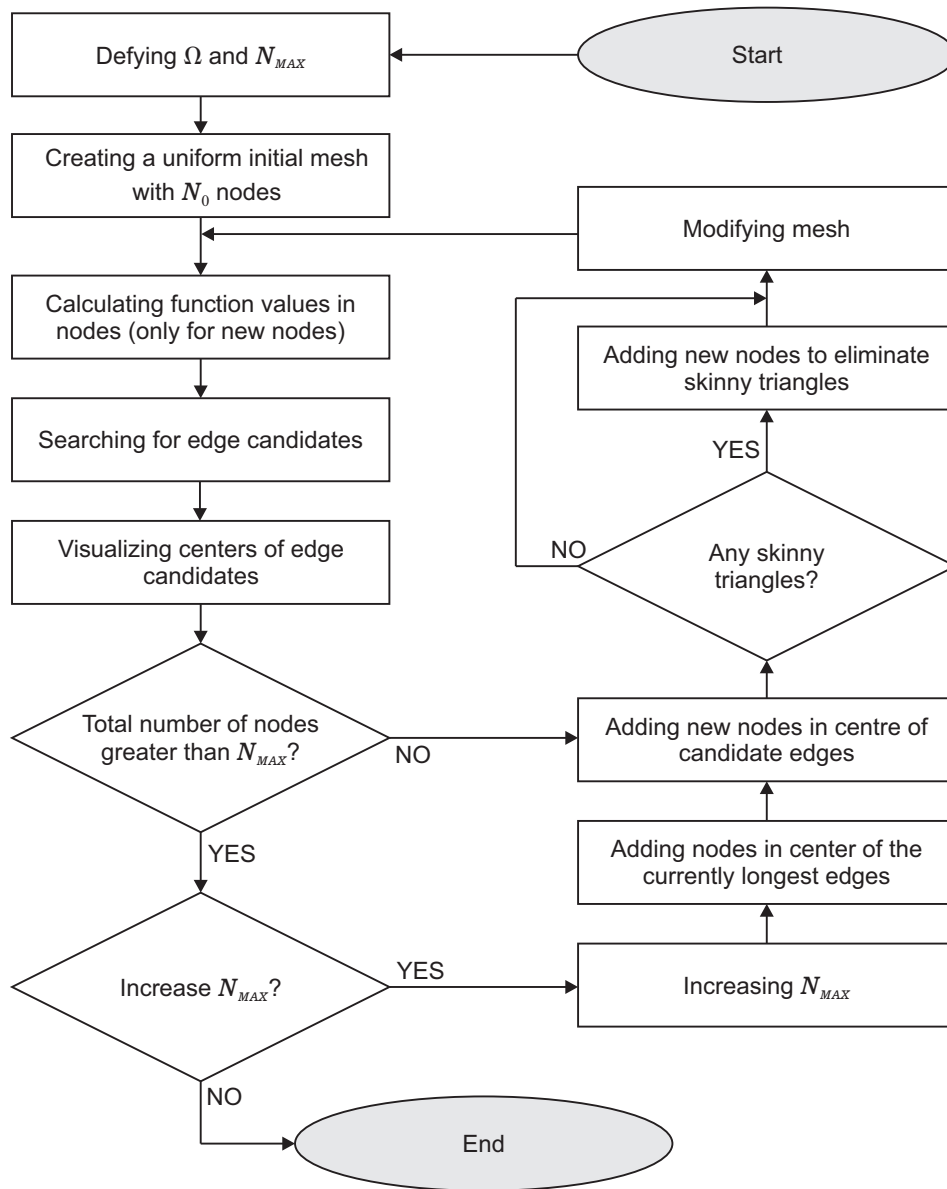 Start
Defying Ω and N_MAX
Creating a uniform initial mesh
with N_0 nodes
Calculating function values in
nodes (only for new nodes)
Searching for edge candidates
Visualizing centers of edge
candidates
Total number of nodes
greater than N_MAX?
NO
YES
Increase N_MAX?
YES
NO
End
Increasing N_MAX
Adding nodes in center of the
currently longest edges
Adding new nodes in centre of
candidate edges
Any skinny
triangles?
NO
YES
Adding new nodes to eliminate
skinny triangles
Modifying mesh